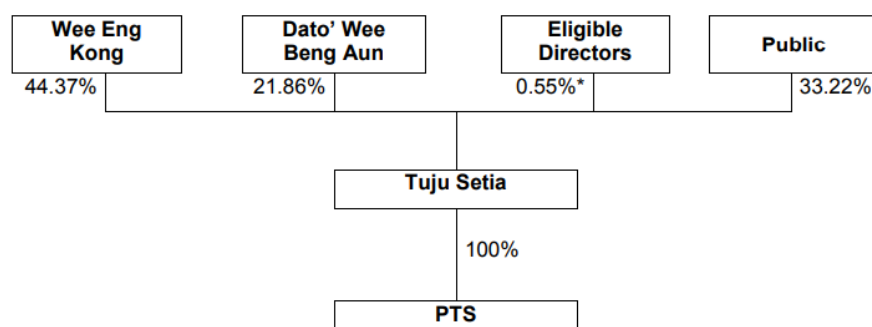 Wee Eng
Kong
Dato' Wee
Beng Aun
Eligible
Directors
Public
44.37%
21.86%
0.55%*
33.22%
Tuju Setia
100%
PTS